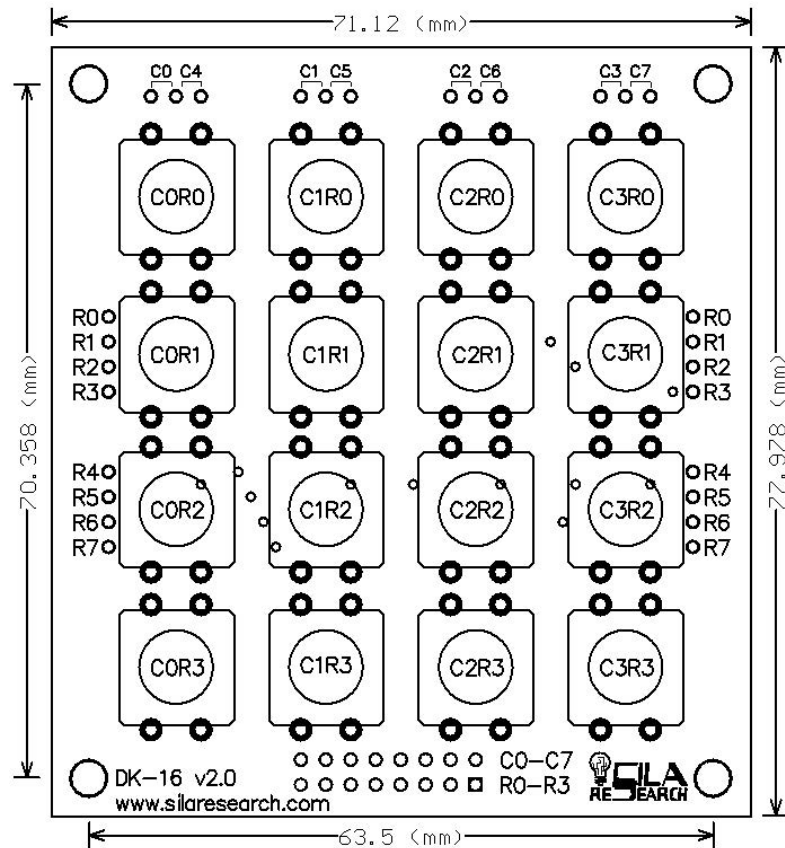 71.12 (mm)
C0 C4 C1 C5 C2 C6 C3 C7
C0R0 C1R0 C2R0 C3R0
R0 R0
R1 C0R1 C1R1 C2R1 C3R1 R1
R2 R2
R3 R3
70.358 (mm)
77.978 (mm)
R4 R4
R5 C0R2 C1R2 C2R2 C3R2 R5
R6 R6
R7 R7
C0R3 C1R3 C2R3 C3R3
DK-16 v2.0 C0-C7
www.silaresearch.com R0-R3
SILA
RESEARCH
63.5 (mm)